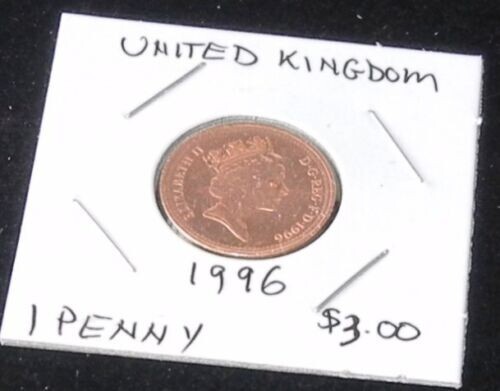 UNITED KINGDOM
ELIZABETH II
D·G·REG·F·D·1996
1996
1 PENNY
$3.00